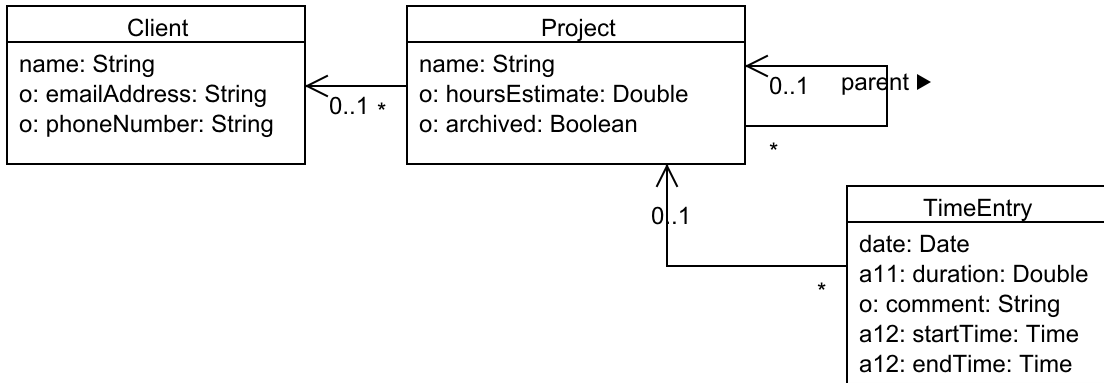 Client
name: String
o: emailAddress: String
o: phoneNumber: String
0..1
*
Project
name: String
o: hoursEstimate: Double
o: archived: Boolean
0..1
parent ►
*
0..1
*
TimeEntry
date: Date
a11: duration: Double
o: comment: String
a12: startTime: Time
a12: endTime: Time